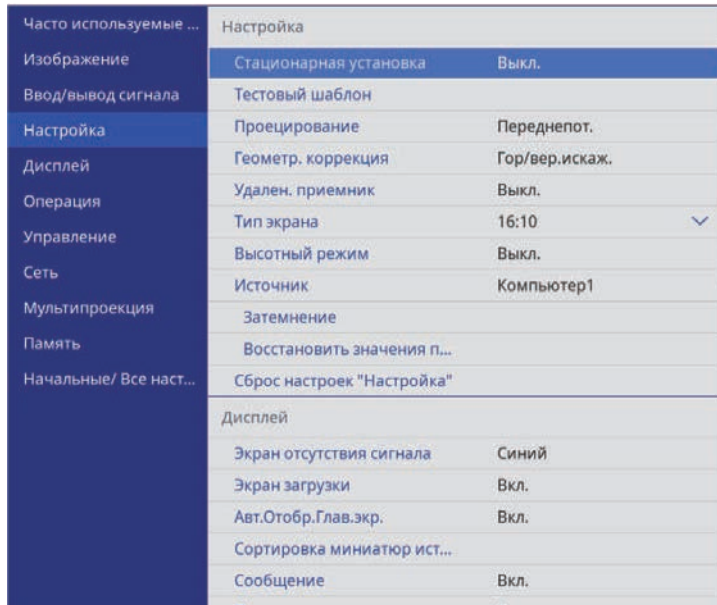 Часто используемые ...
Изображение
Ввод/вывод сигнала
Настройка
Дисплей
Операция
Управление
Сеть
Мультипроекция
Память
Начальные/ Все наст...
Настройка
Стационарная установка Выкл.
Тестовый шаблон
Проецирование Переднепот.
Геометр. коррекция Гор/вер.искаж.
Удален. приемник Выкл.
Тип экрана 16:10
Высотный режим Выкл.
Источник Компьютер1
Затемнение
Восстановить значения п...
Сброс настроек "Настройка"
Дисплей
Экран отсутствия сигнала Синий
Экран загрузки Вкл.
Авт.Отобр.Глав.экр. Вкл.
Сортировка миниатюр ист...
Сообщение Вкл.